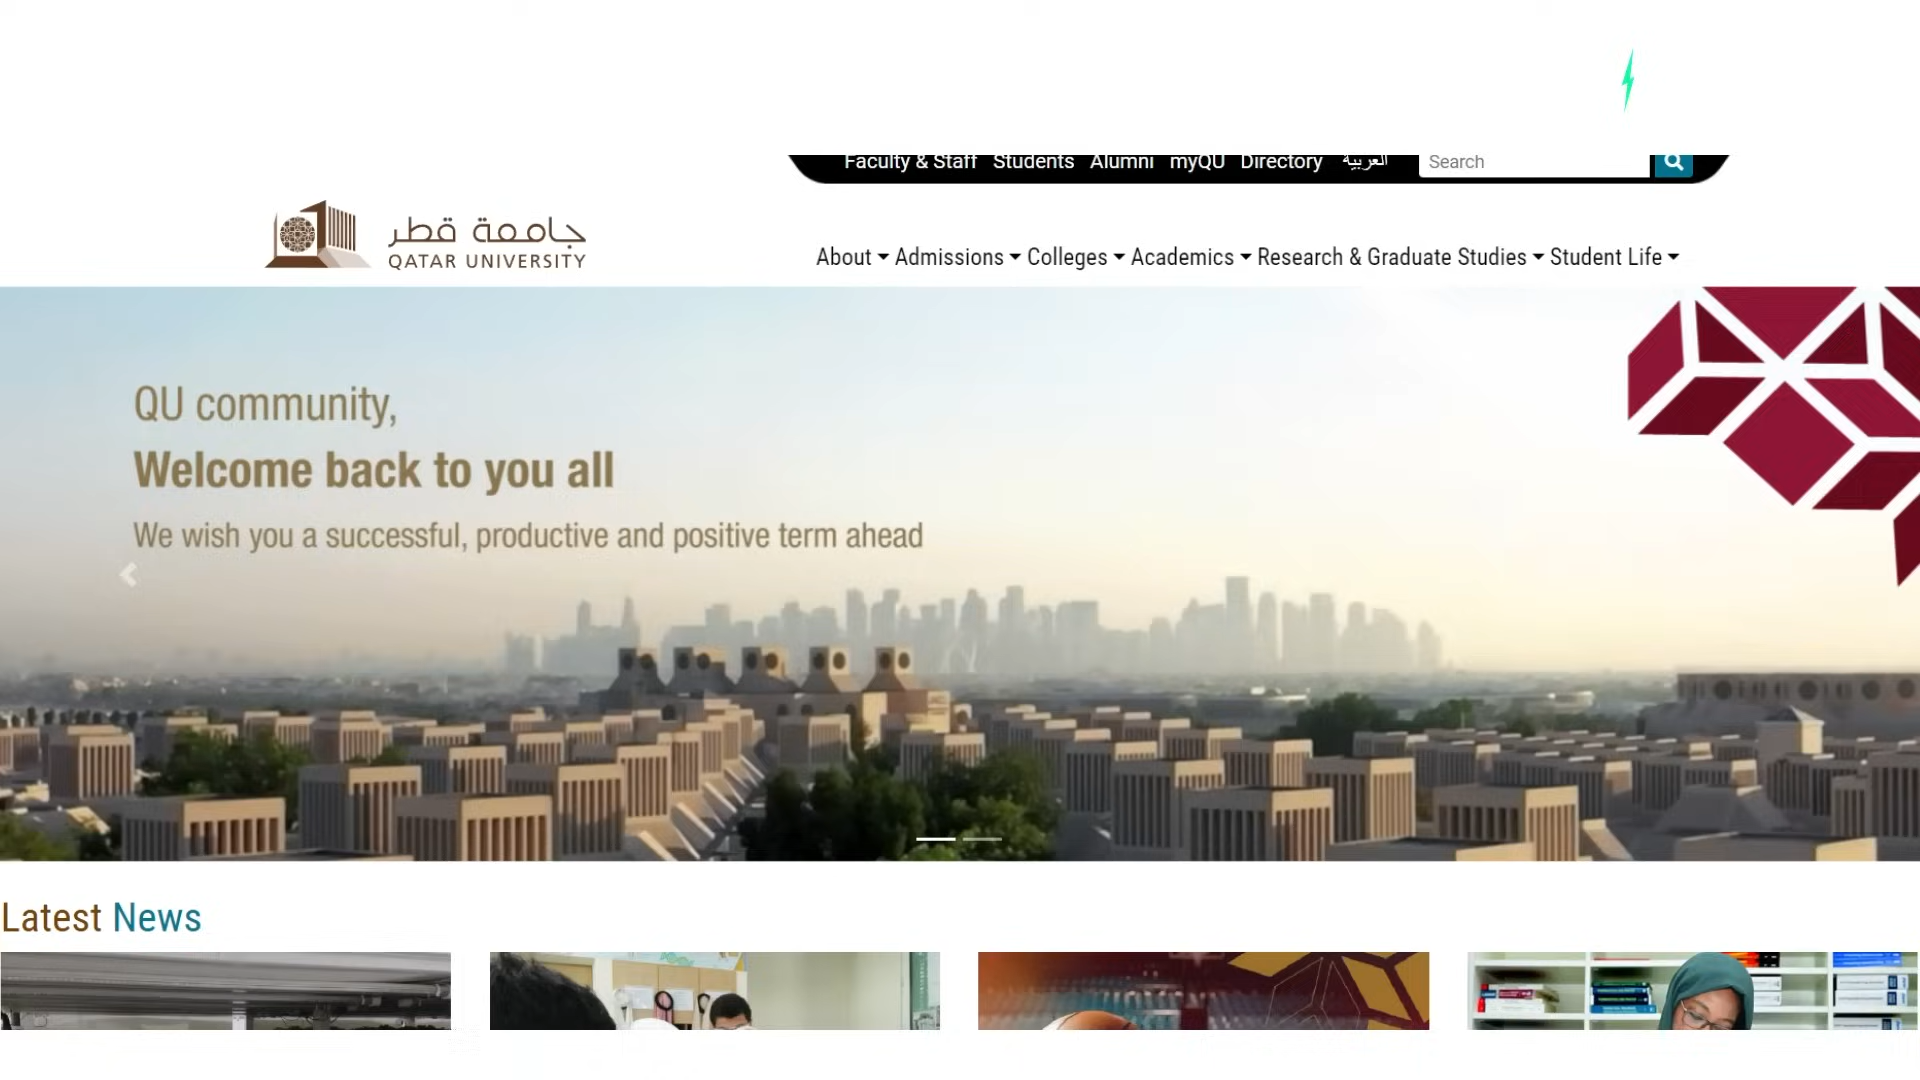 Faculty & Staff Students Alumni myQU Directory العربية Search
جامعة قطر
QATAR UNIVERSITY
About Admissions Colleges Academics Research & Graduate Studies Student Life
QU community,
Welcome back to you all
We wish you a successful, productive and positive term ahead
Latest News